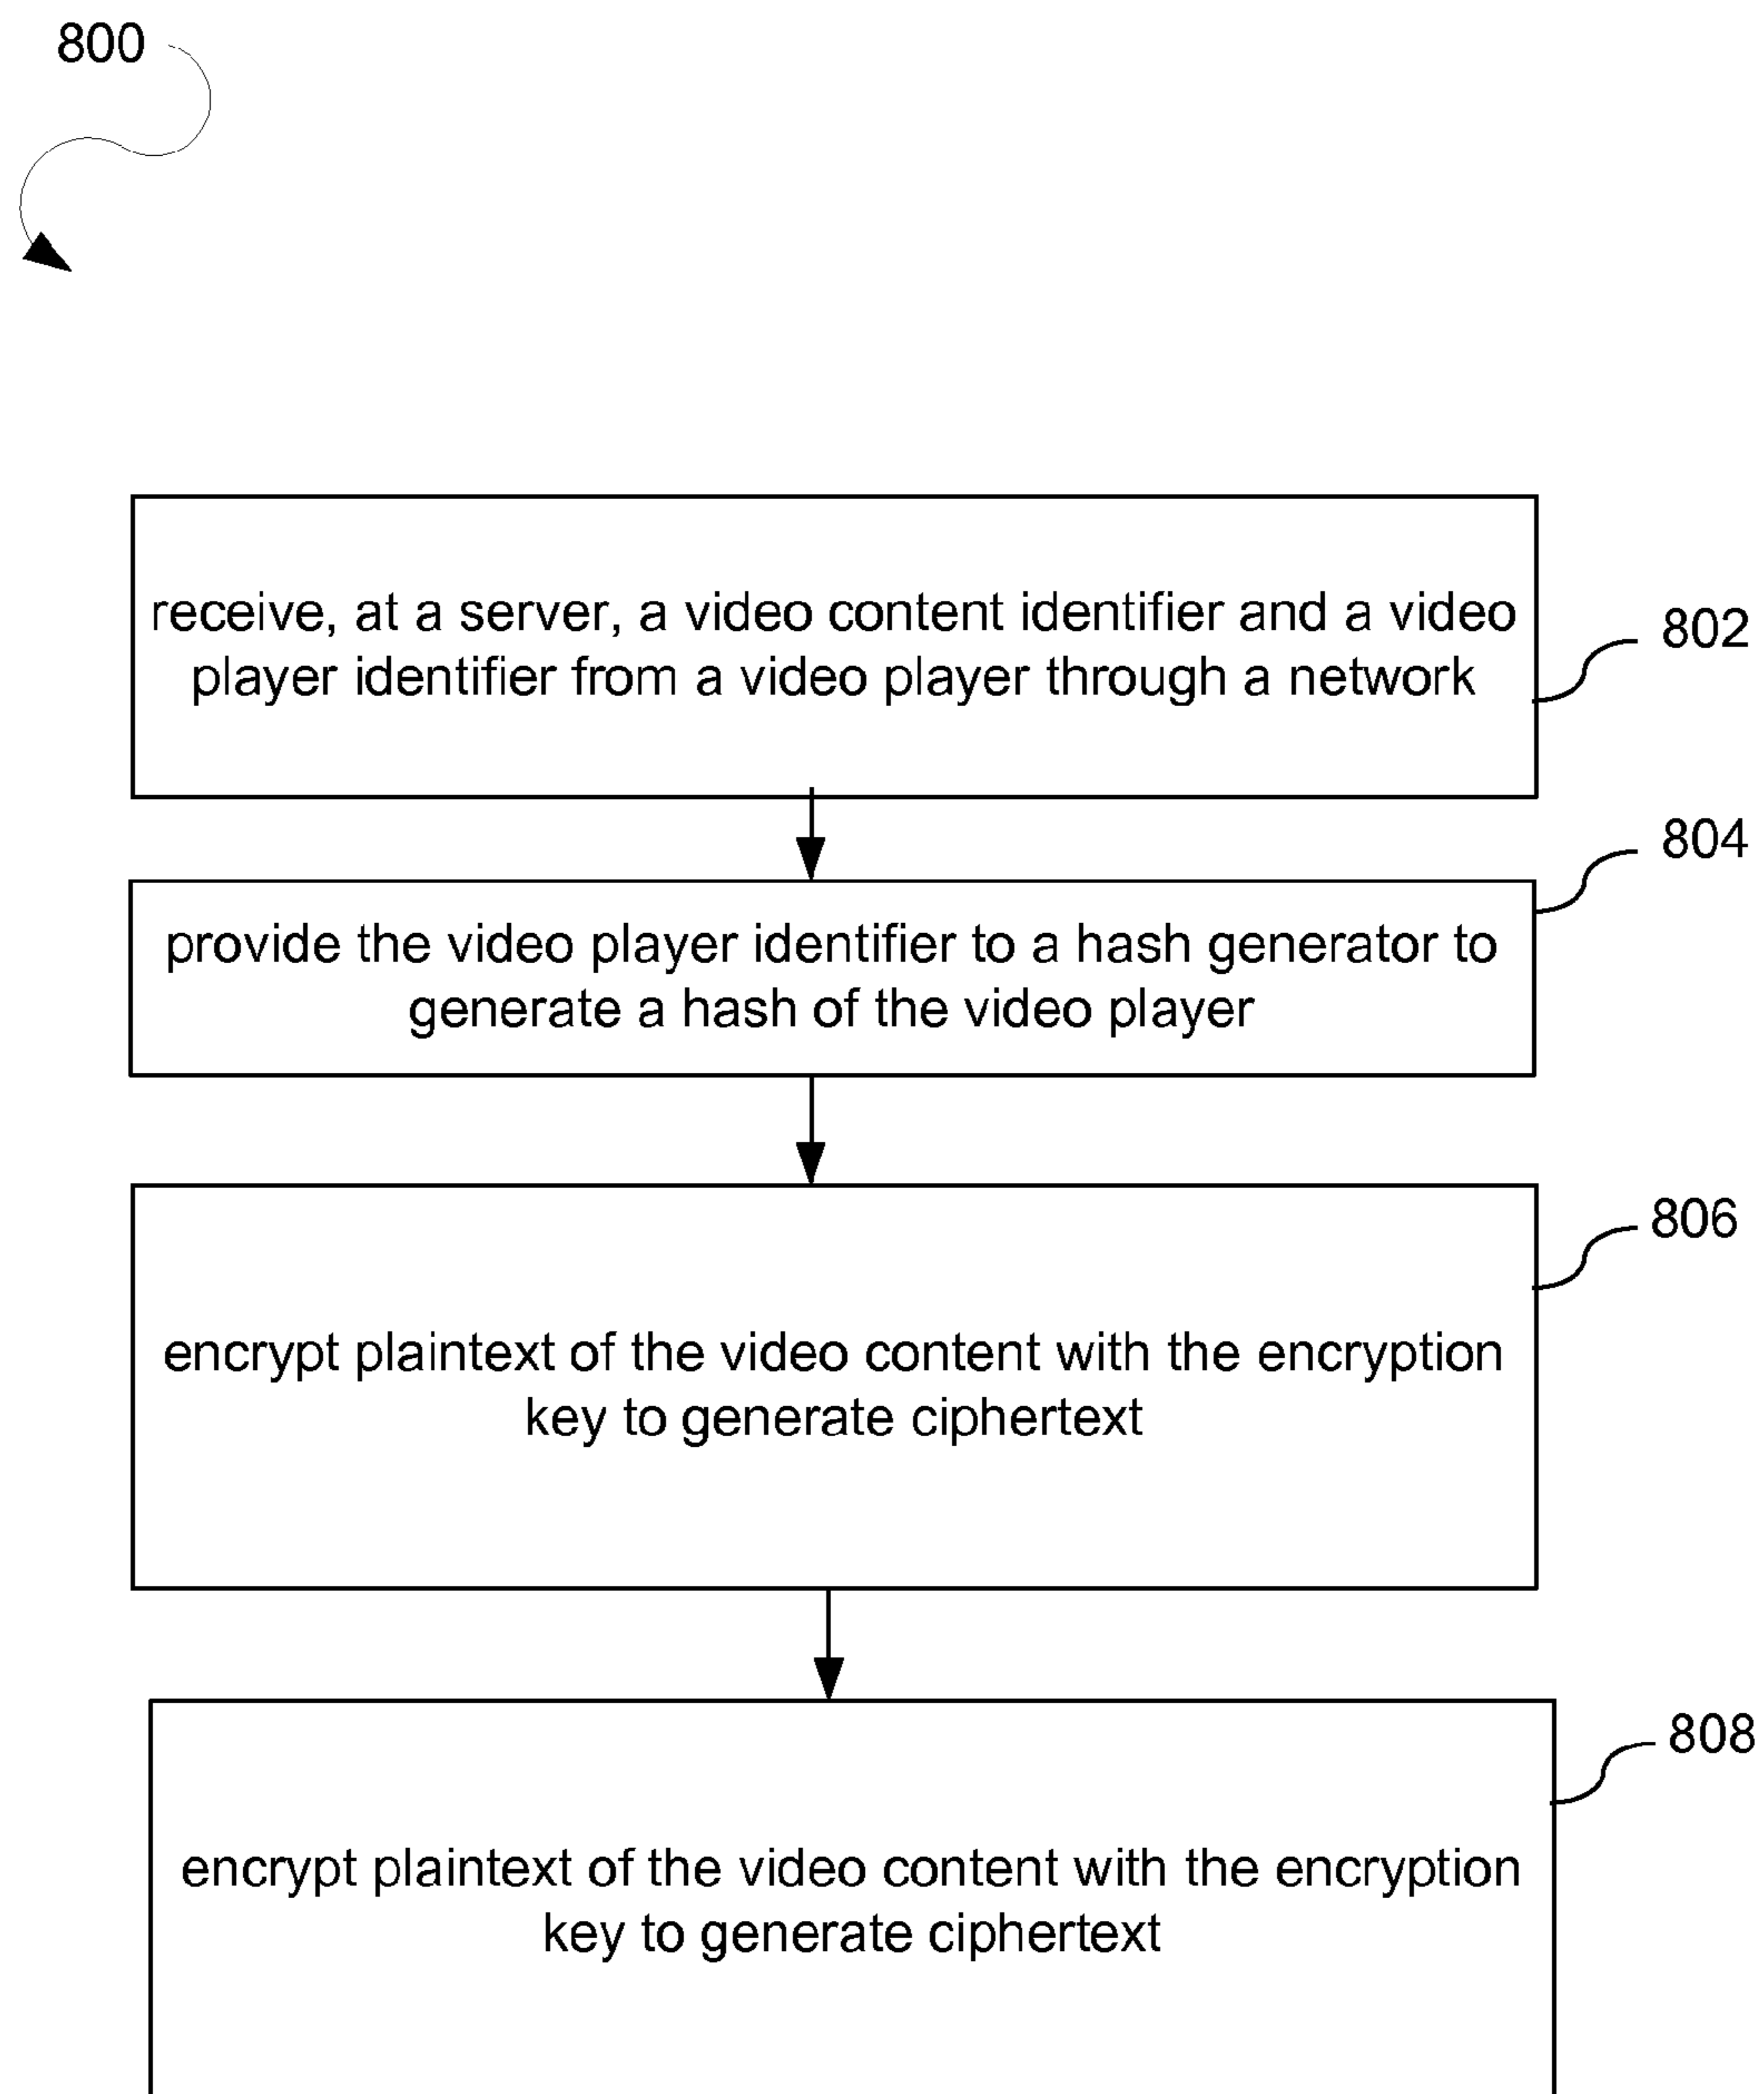 800
receive, at a server, a video content identifier and a video
player identifier from a video player through a network
802
804
provide the video player identifier to a hash generator to
generate a hash of the video player
806
encrypt plaintext of the video content with the encryption
key to generate ciphertext
808
encrypt plaintext of the video content with the encryption
key to generate ciphertext